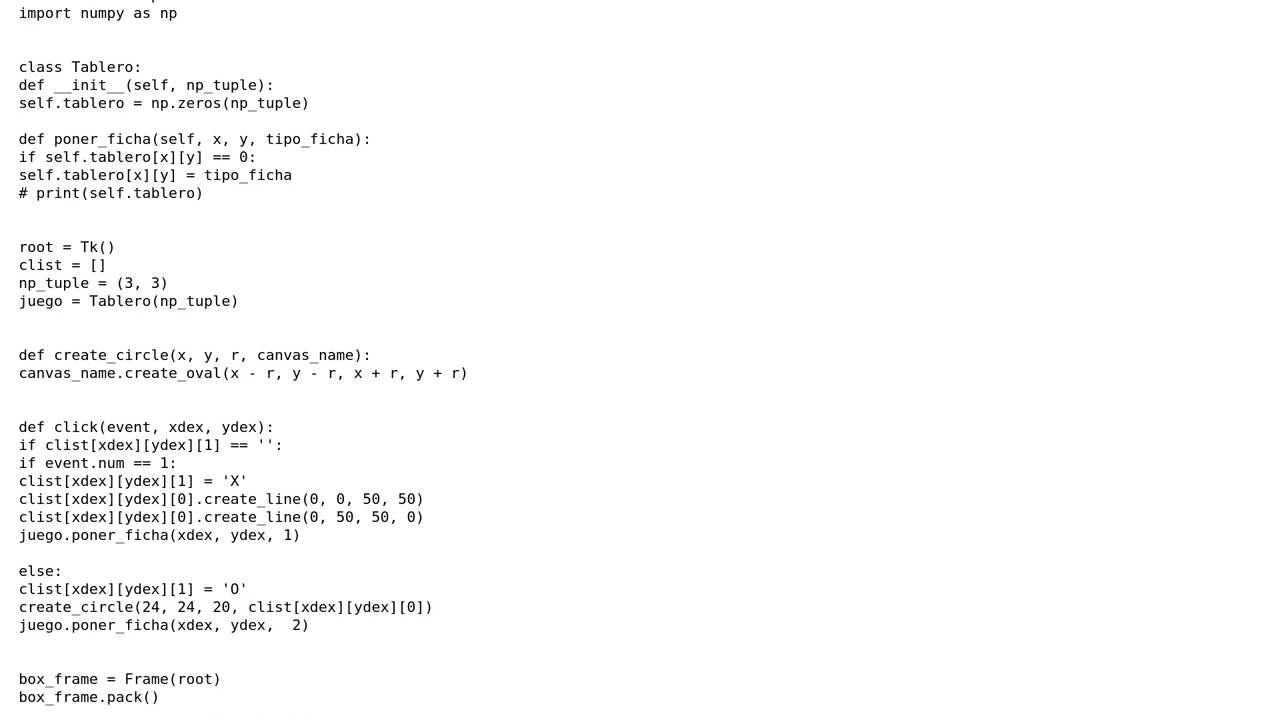 import numpy as np
class Tablero:
def __init__(self, np_tuple):
self.tablero = np.zeros(np_tuple)
def poner_ficha(self, x, y, tipo_ficha):
if self.tablero[x][y] == 0:
self.tablero[x][y] = tipo_ficha
# print(self.tablero)
root = Tk()
clist = []
np_tuple = (3, 3)
juego = Tablero(np_tuple)
def create_circle(x, y, r, canvas_name):
canvas_name.create_oval(x - r, y - r, x + r, y + r)
def click(event, xdex, ydex):
if clist[xdex][ydex][1] == '':
if event.num == 1:
clist[xdex][ydex][1] = 'X'
clist[xdex][ydex][0].create_line(0, 0, 50, 50)
clist[xdex][ydex][0].create_line(0, 50, 50, 0)
juego.poner_ficha(xdex, ydex, 1)
else:
clist[xdex][ydex][1] = 'O'
create_circle(24, 24, 20, clist[xdex][ydex][0])
juego.poner_ficha(xdex, ydex,  2)
box_frame = Frame(root)
box_frame.pack()